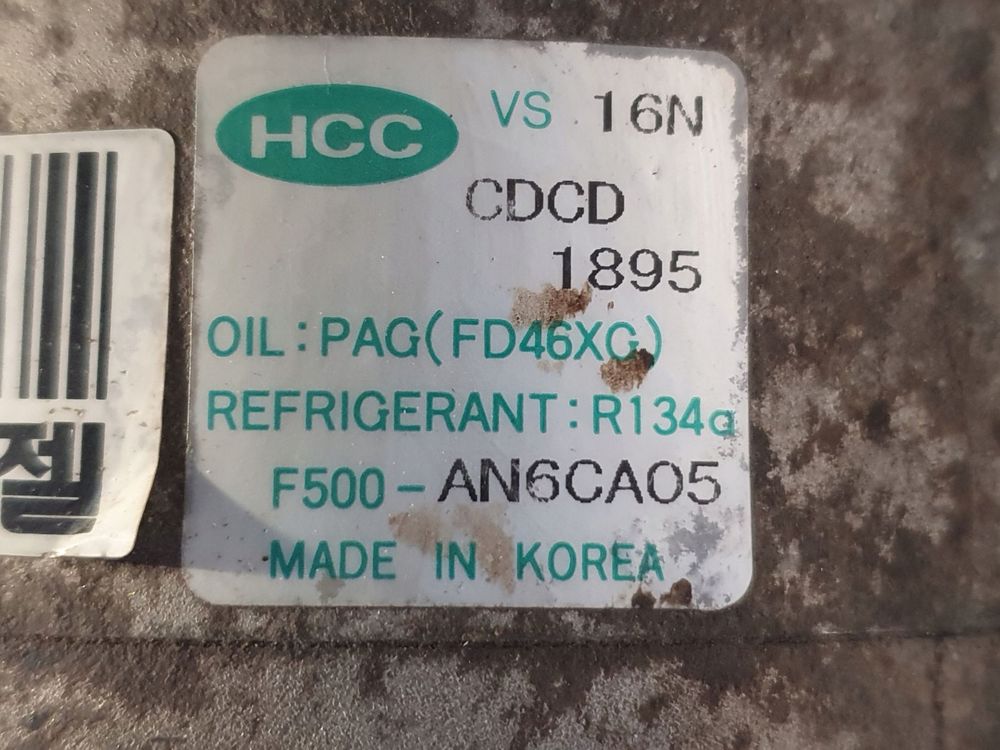 HCC VS 16N
CDCD
1895
OIL : PAG(FD46XG)
REFRIGERANT : R134a
F500 - AN6CA05
MADE IN KOREA
젤